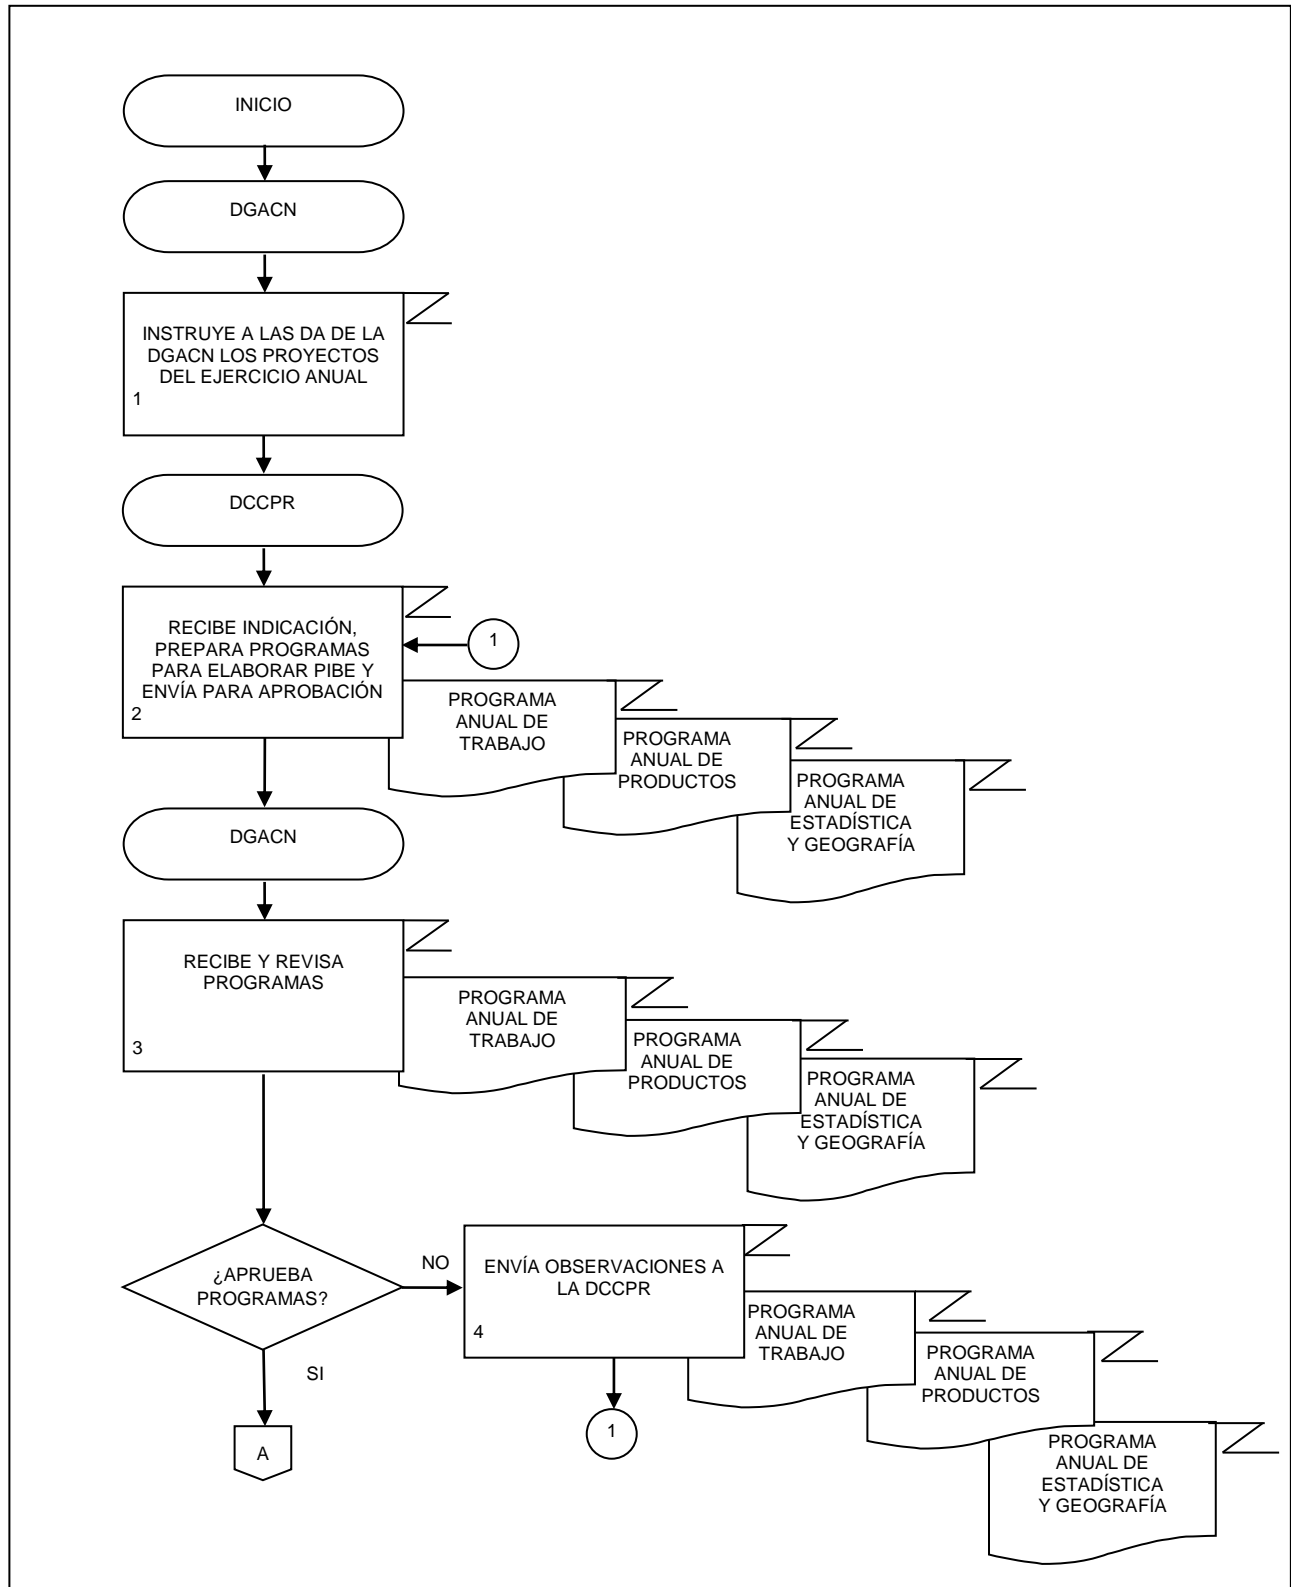 INICIO
DGACN
INSTRUYE A LAS DA DE LA
DGACN LOS PROYECTOS
DEL EJERCICIO ANUAL
1
DCCPR
RECIBE INDICACIÓN,
PREPARA PROGRAMAS
PARA ELABORAR PIBE Y
ENVÍA PARA APROBACIÓN
2
1
PROGRAMA
ANUAL DE
TRABAJO
PROGRAMA
ANUAL DE
PRODUCTOS
PROGRAMA
ANUAL DE
ESTADÍSTICA
Y GEOGRAFÍA
DGACN
RECIBE Y REVISA
PROGRAMAS
3
PROGRAMA
ANUAL DE
TRABAJO
PROGRAMA
ANUAL DE
PRODUCTOS
PROGRAMA
ANUAL DE
ESTADÍSTICA
Y GEOGRAFÍA
¿APRUEBA
PROGRAMAS?
NO
SI
A
ENVÍA OBSERVACIONES A
LA DCCPR
4
1
PROGRAMA
ANUAL DE
TRABAJO
PROGRAMA
ANUAL DE
PRODUCTOS
PROGRAMA
ANUAL DE
ESTADÍSTICA
Y GEOGRAFÍA